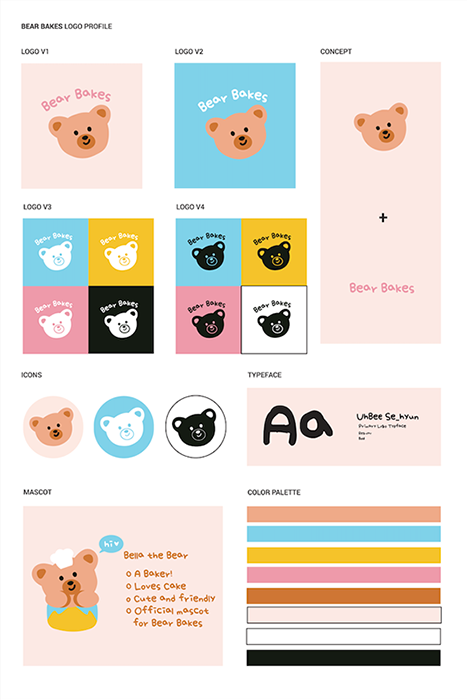 BEAR BAKES LOGO PROFILE
LOGO V1
LOGO V2
CONCEPT
Bear Bakes
Bear Bakes
+
Bear Bakes
LOGO V3
LOGO V4
Bear Bakes
Bear Bakes
Bear Bakes
Bear Bakes
Bear Bakes
Bear Bakes
Bear Bakes
Bear Bakes
ICONS
TYPEFACE
Aa
UhBee Se_hyun
Primary Logo Typeface
MASCOT
COLOR PALETTE
hi
Bella the Bear
o A Baker!
o Loves Cake
o Cute and friendly
o Official mascot
for Bear Bakes